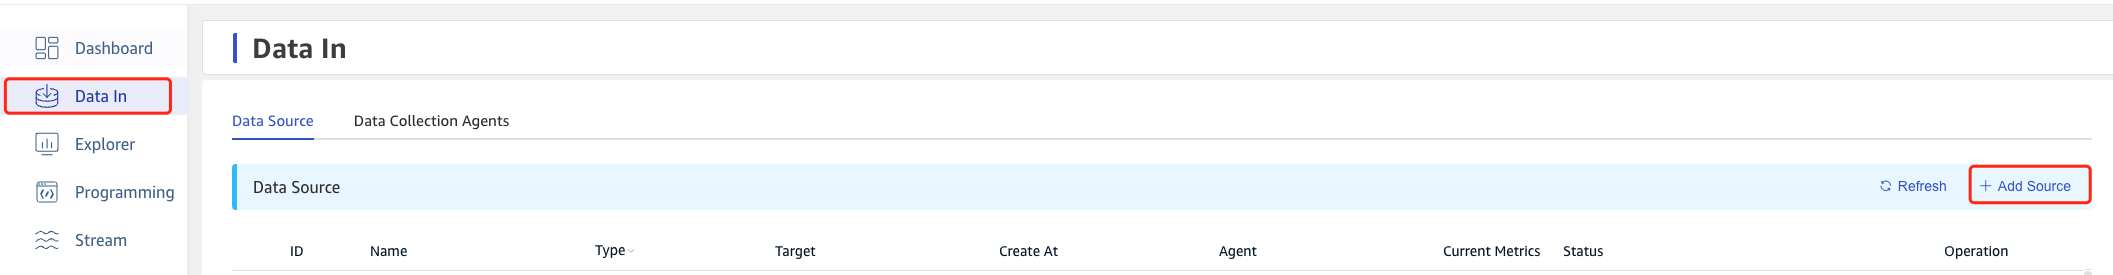 Dashboard
Data In
Explorer
Programming
Stream
Data In
Data Source Data Collection Agents
Data Source Refresh + Add Source
ID Name Type Target Create At Agent Current Metrics Status Operation